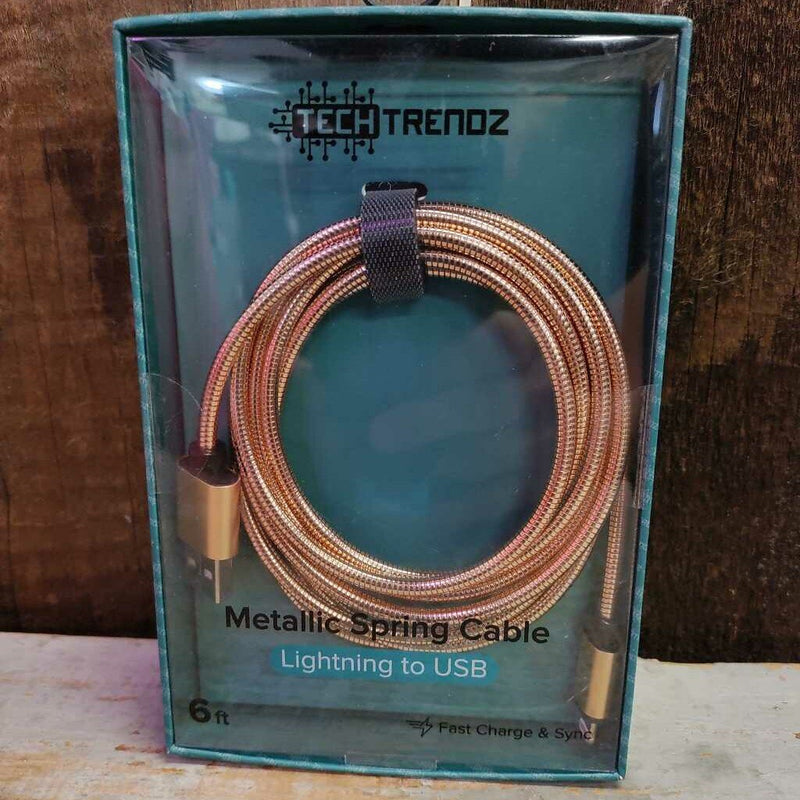 TECHTRENDZ
Metallic Spring Cable
Lightning to USB
6 ft
Fast Charge & Sync